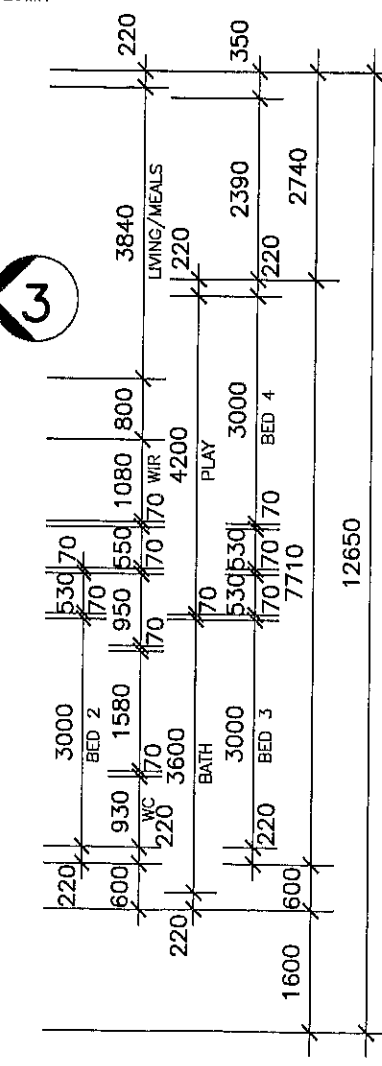 3
220 3000 530 70
BED 2 70
600 930 1580 950 550 1080 800 3840 220
WC 70 70 70 70 WIR LIVING/MEALS
220
220 3600 70 4200 220
BATH PLAY
3000 530 530 3000 2390 350
220 BED 3 70 70 70 BED 4 220
1600 600 7710 2740
12650